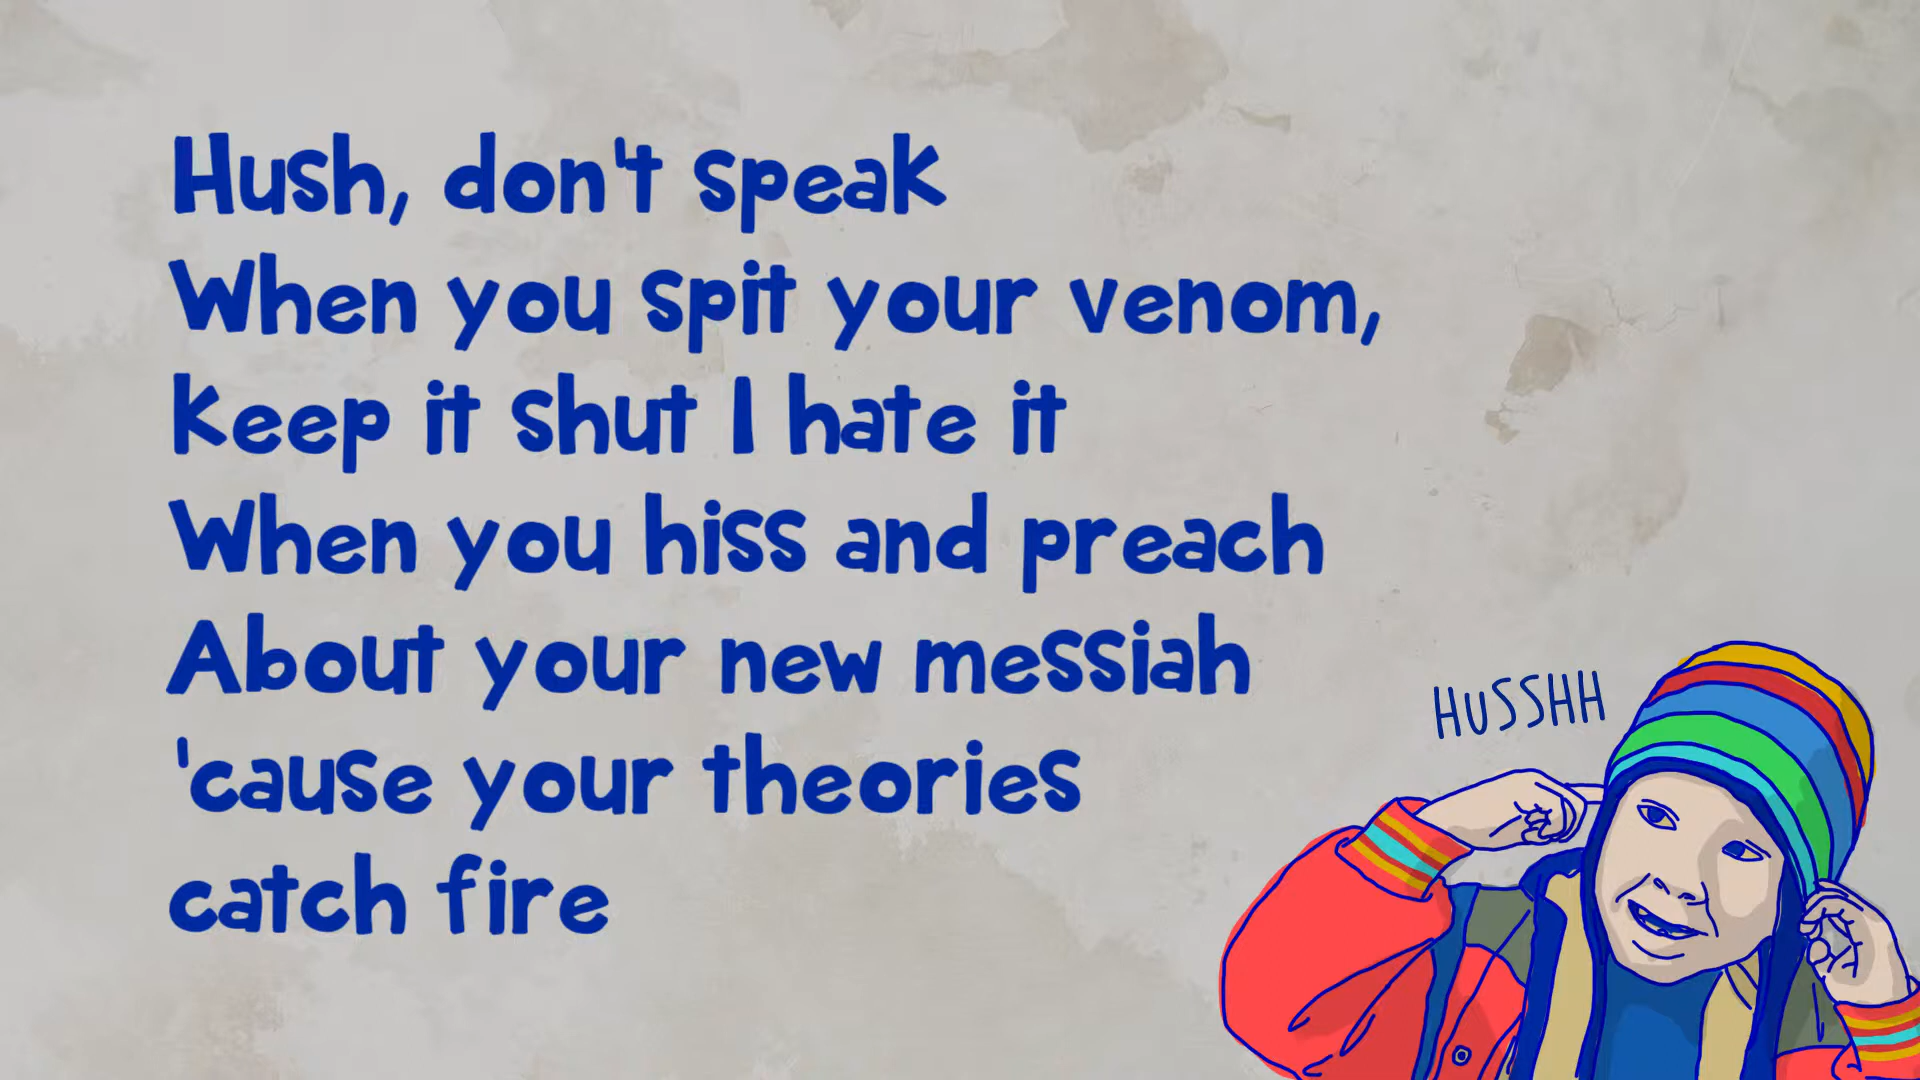 Hush, don't speak
When you spit your venom,
keep it shut I hate it
When you hiss and preach
About your new messiah
'cause your theories
catch fire
HUSSHH